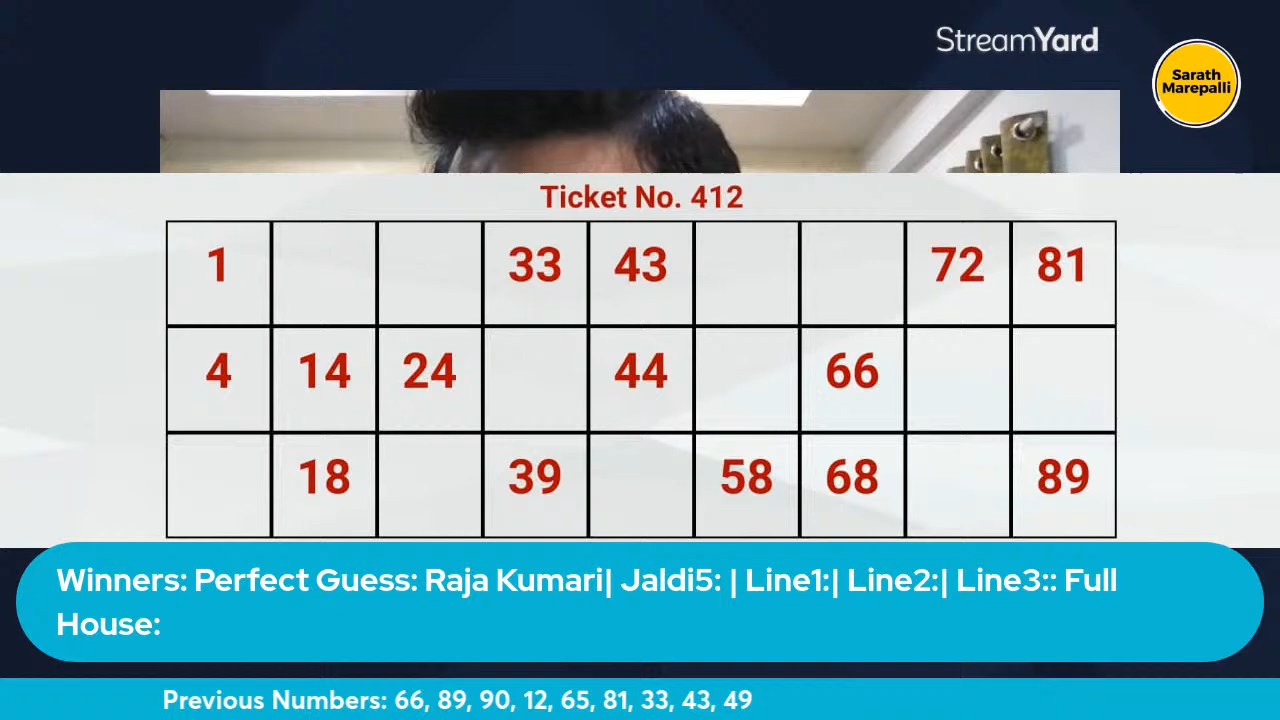 StreamYard
Sarath
Marepalli
Ticket No. 412
1 33 43 72 81
4 14 24 44 66
18 39 58 68 89
Winners: Perfect Guess: Raja Kumari| Jaldi5: | Line1:| Line2:| Line3:: Full
House:
Previous Numbers: 66, 89, 90, 12, 65, 81, 33, 43, 49